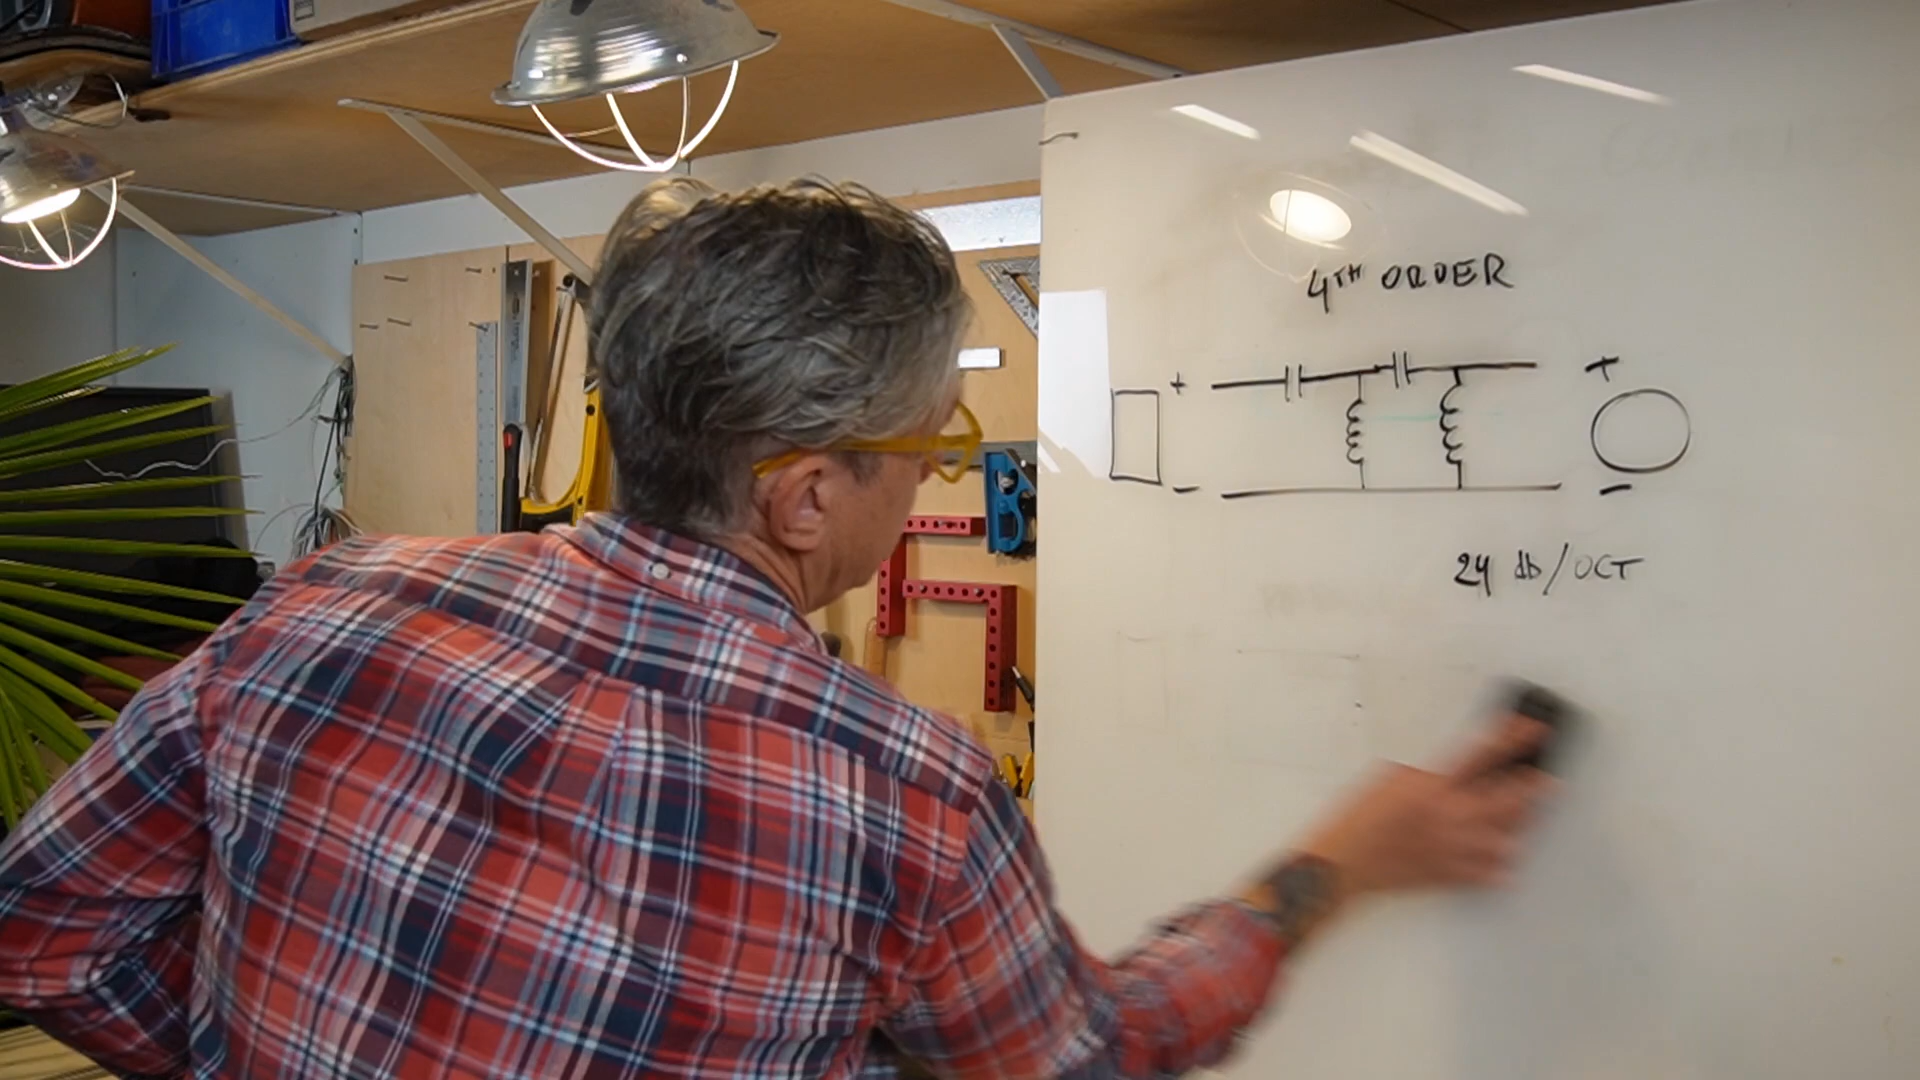 4TH ORDER
+
+
-
-
24 db/OCT